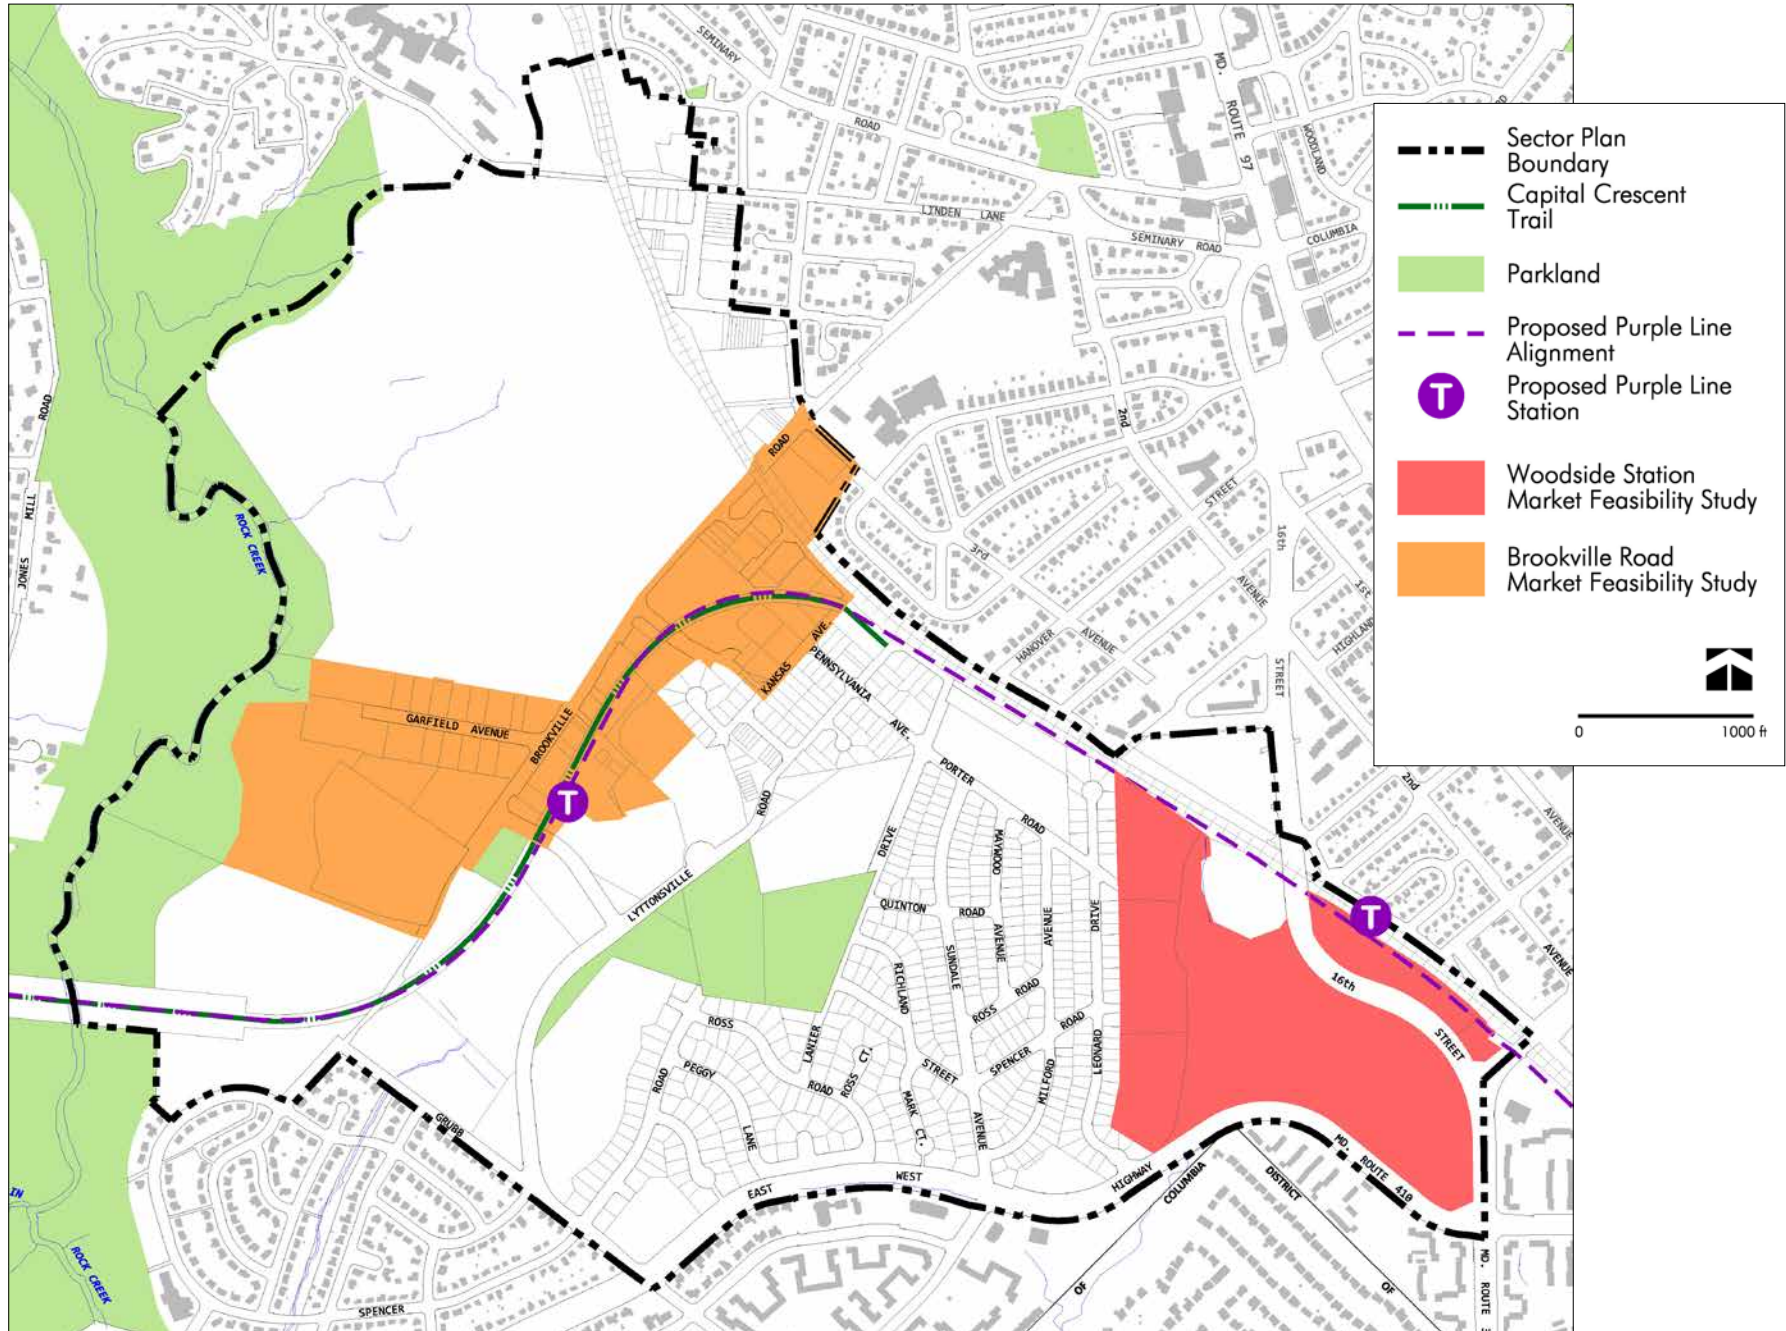 SEMINARY
ROAD
MD.
ROUTE
97
WOODLAND
LINDEN LANE
SEMINARY ROAD
COLUMBIA
Sector Plan
Boundary
Capital Crescent
Trail
Parkland
Proposed Purple Line
Alignment
T
Proposed Purple Line
Station
Woodside Station
Market Feasibility Study
Brookville Road
Market Feasibility Study
0 1000 ft
ROAD
MILL
JONES
ROCK CREEK
ROAD
2nd
STREET
16th
3rd
AVENUE
1st
HIGHLAND
HANOVER
AVENUE
STREET
KANSAS
AVE.
PENNSYLVANIA
AVE.
GARFIELD AVENUE
BROOKVILLE
T
ROAD
LYTTONSVILLE
PORTER
ROAD
DRIVE
MAYWOOD
2nd
AVENUE
AVENUE
QUINTON
ROAD
AVENUE
AVENUE
DRIVE
SUNDALE
RICHLAND
ROSS
ROAD
ROAD
T
16th
STREET
ROSS
LANIER
ROSS CT.
ROAD
PEGGY
ROAD
LANE
STREET
MARK CT.
SPENCER
MILFORD
LEONARD
AVENUE
GRUBB
EAST
WEST
HIGHWAY
MD.
ROUTE
410
COLUMBIA
DISTRICT
OF
OF
MD. ROUTE
IN
ROCK CREEK
SPENCER